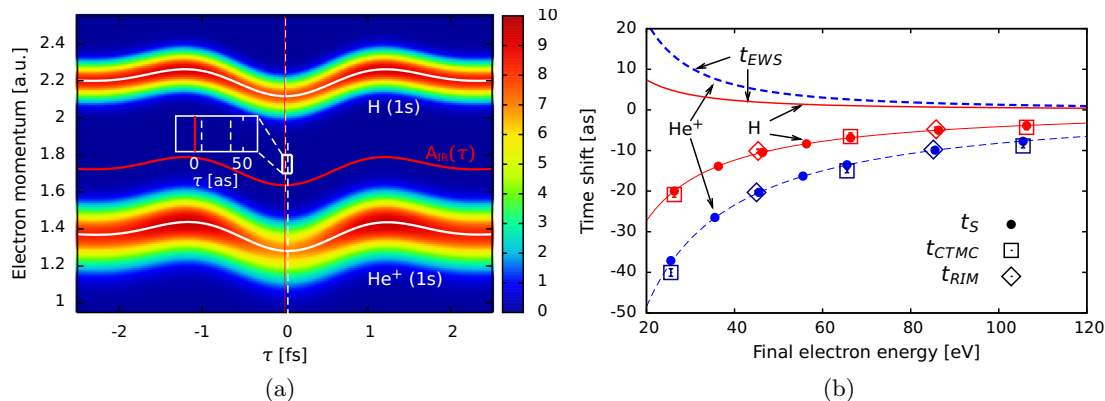 2.4
2.2
2
1.8
1.6
1.4
1.2
1
Electron momentum [a.u.]
H (1s)
A_IR(τ)
0
50
τ [as]
He⁺ (1s)
-2
-1
0
1
2
τ [fs]
10
9
8
7
6
5
4
3
2
1
0
(a)
20
10
0
-10
-20
-30
-40
-50
Time shift [as]
t_EWS
He⁺
H
t_S
t_CTMC
t_RIM
20
40
60
80
100
120
Final electron energy [eV]
(b)